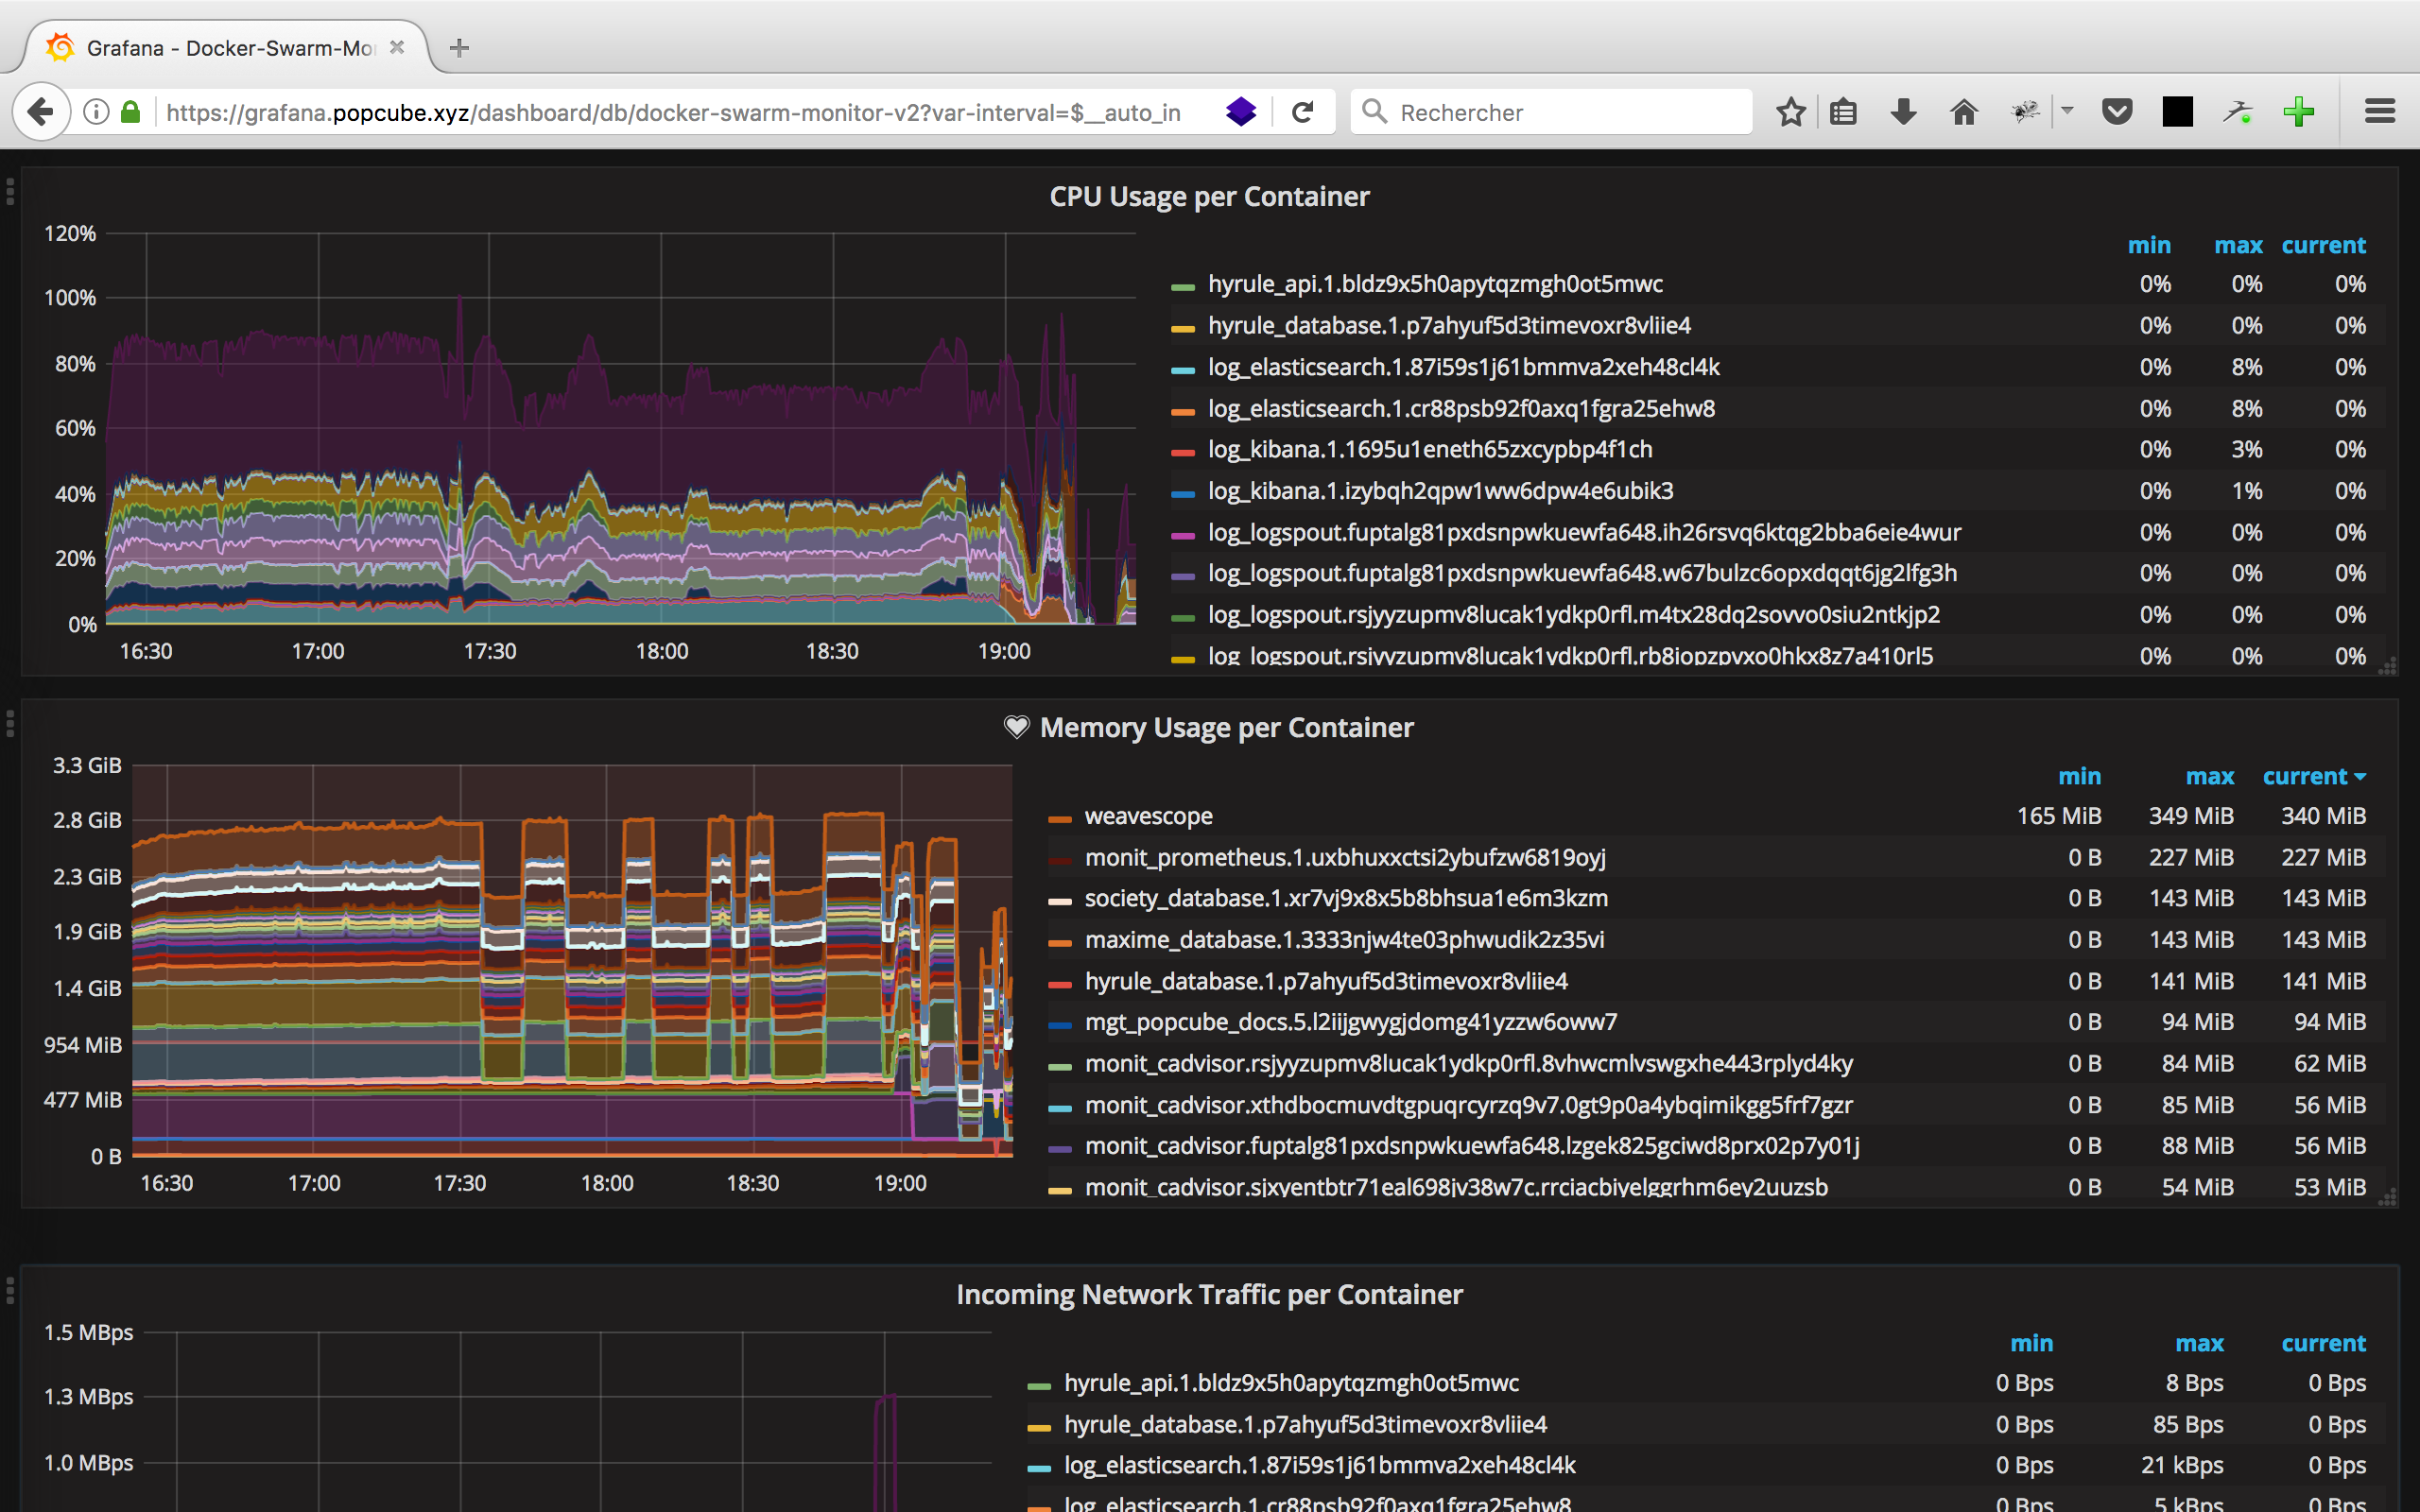 Grafana - Docker-Swarm-Mo
https://grafana.popcube.xyz/dashboard/db/docker-swarm-monitor-v2?var-interval=$__auto_in
Rechercher
CPU Usage per Container
120%
100%
80%
60%
40%
20%
0%
16:30 17:00 17:30 18:00 18:30 19:00
min max current
hyrule_api.1.bldz9x5h0apytqzmgh0ot5mwc 0% 0% 0%
hyrule_database.1.p7ahyuf5d3timevoxr8vliie4 0% 0% 0%
log_elasticsearch.1.87i59s1j61bmmva2xeh48cl4k 0% 8% 0%
log_elasticsearch.1.cr88psb92f0axq1fgra25ehw8 0% 8% 0%
log_kibana.1.1695u1eneth65zxcypbp4f1ch 0% 3% 0%
log_kibana.1.izybqh2qpw1ww6dpw4e6ubik3 0% 1% 0%
log_logspout.fuptalg81pxdsnpwkuewfa648.ih26rsvq6ktqg2bba6eie4wur 0% 0% 0%
log_logspout.fuptalg81pxdsnpwkuewfa648.w67bulzc6opxdqqt6jg2lfg3h 0% 0% 0%
log_logspout.rsjyyzupmv8lucak1ydkp0rfl.m4tx28dq2sovvo0siu2ntkjp2 0% 0% 0%
log_logspout.rsjyyzupmv8lucak1ydkp0rfl.rb8iopzpvxo0hkx8z7a410rl5 0% 0% 0%
Memory Usage per Container
3.3 GiB
2.8 GiB
2.3 GiB
1.9 GiB
1.4 GiB
954 MiB
477 MiB
0 B
16:30 17:00 17:30 18:00 18:30 19:00
min max current
weavescope 165 MiB 349 MiB 340 MiB
monit_prometheus.1.uxbhuxxctsi2ybufzw6819oyj 0 B 227 MiB 227 MiB
society_database.1.xr7vj9x8x5b8bhsua1e6m3kzm 0 B 143 MiB 143 MiB
maxime_database.1.3333njw4te03phwudik2z35vi 0 B 143 MiB 143 MiB
hyrule_database.1.p7ahyuf5d3timevoxr8vliie4 0 B 141 MiB 141 MiB
mgt_popcube_docs.5.l2iijgwygjdomg41yzzw6oww7 0 B 94 MiB 94 MiB
monit_cadvisor.rsjyyzupmv8lucak1ydkp0rfl.8vhwcmlvswgxhe443rplyd4ky 0 B 84 MiB 62 MiB
monit_cadvisor.xthdbocmuvdtgpuqrcyrzq9v7.0gt9p0a4ybqimikgg5frf7gzr 0 B 85 MiB 56 MiB
monit_cadvisor.fuptalg81pxdsnpwkuewfa648.lzgek825gciwd8prx02p7y01j 0 B 88 MiB 56 MiB
monit_cadvisor.sjxyentbtr71eal698jv38w7c.rrciacbiyelggrhm6ey2uuzsb 0 B 54 MiB 53 MiB
Incoming Network Traffic per Container
1.5 MBps
1.3 MBps
1.0 MBps
min max current
hyrule_api.1.bldz9x5h0apytqzmgh0ot5mwc 0 Bps 8 Bps 0 Bps
hyrule_database.1.p7ahyuf5d3timevoxr8vliie4 0 Bps 85 Bps 0 Bps
log_elasticsearch.1.87i59s1j61bmmva2xeh48cl4k 0 Bps 21 kBps 0 Bps
log_elasticsearch.1.cr88psb92f0axq1fgra25ehw8 0 Bps 5 kBps 0 Bps